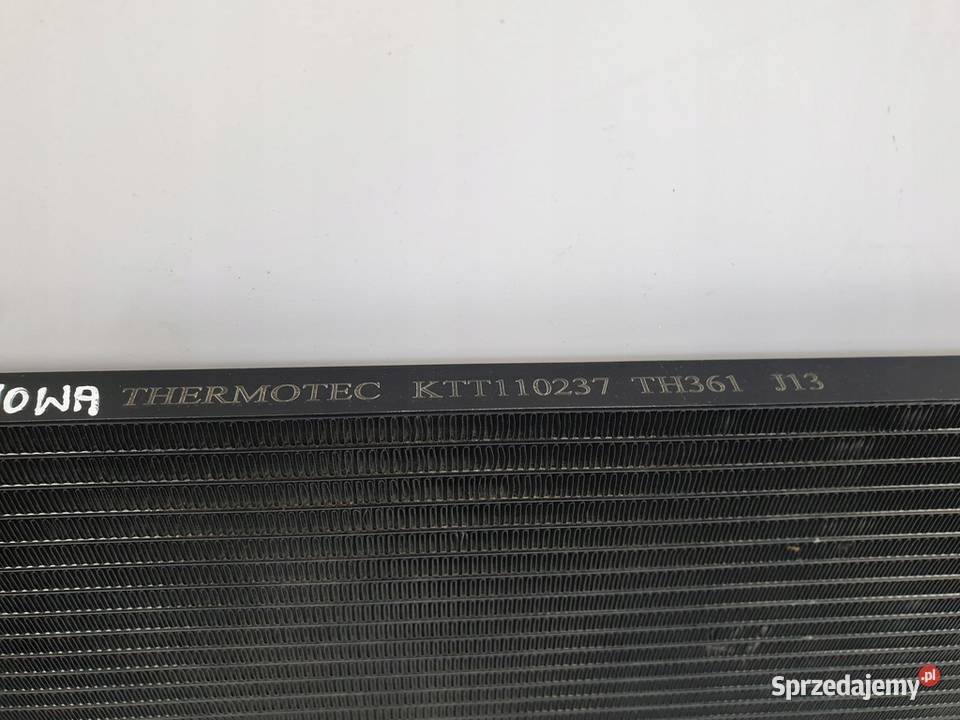 OWA THERMOTEC KTT110237 TH361 J13
Sprzedajemy.pl